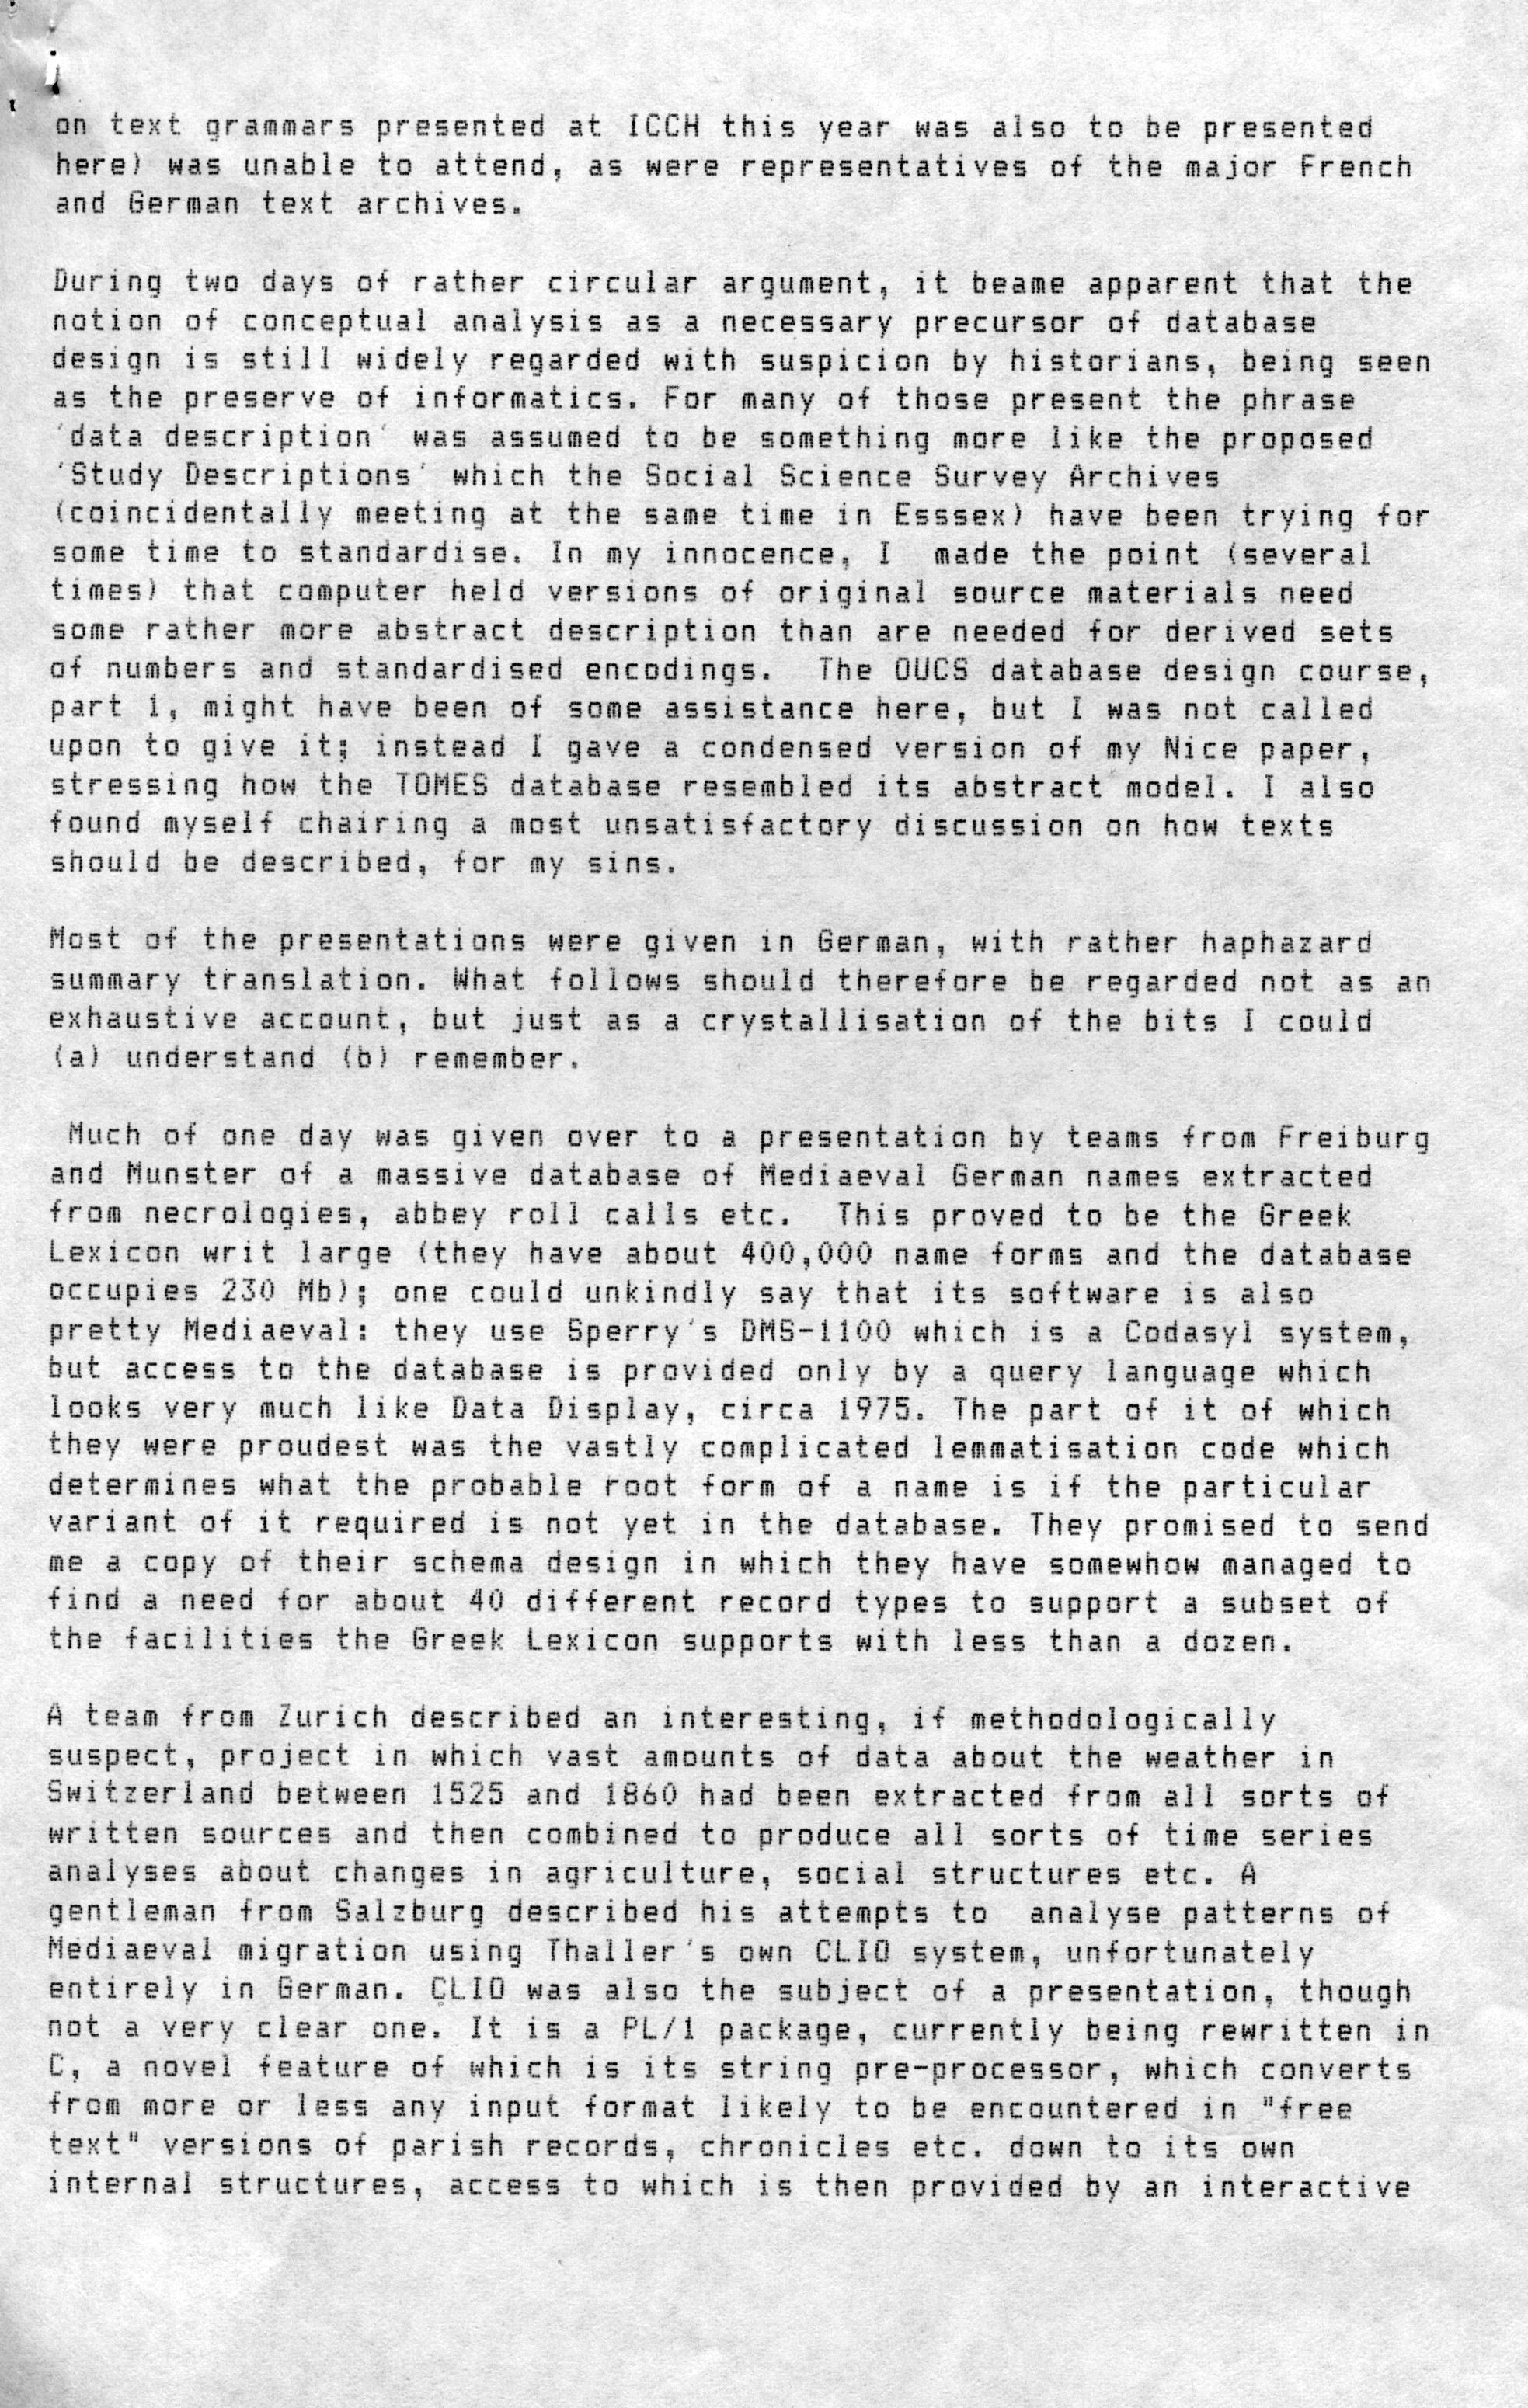 on text grammars presented at ICCH this year was also to be presented
here) was unable to attend, as were representatives of the major French
and German text archives.
During two days of rather circular argument, it beame apparent that the
notion of conceptual analysis as a necessary precursor of database
design is still widely regarded with suspicion by historians, being seen
as the preserve of informatics. For many of those present the phrase
'data description' was assumed to be something more like the proposed
'Study Descriptions' which the Social Science Survey Archives
(coincidentally meeting at the same time in Esssex) have been trying for
some time to standardise. In my innocence, I  made the point (several
times) that computer held versions of original source materials need
some rather more abstract description than are needed for derived sets
of numbers and standardised encodings.  The OUCS database design course,
part 1, might have been of some assistance here, but I was not called
upon to give it; instead I gave a condensed version of my Nice paper,
stressing how the TOMES database resembled its abstract model. I also
found myself chairing a most unsatisfactory discussion on how texts
should be described, for my sins.
Most of the presentations were given in German, with rather haphazard
summary translation. What follows should therefore be regarded not as an
exhaustive account, but just as a crystallisation of the bits I could
(a) understand (b) remember.
Much of one day was given over to a presentation by teams from Freiburg
and Munster of a massive database of Mediaeval German names extracted
from necrologies, abbey roll calls etc.  This proved to be the Greek
Lexicon writ large (they have about 400,000 name forms and the database
occupies 230 Mb); one could unkindly say that its software is also
pretty Mediaeval: they use Sperry's DMS-1100 which is a Codasyl system,
but access to the database is provided only by a query language which
looks very much like Data Display, circa 1975. The part of it of which
they were proudest was the vastly complicated lemmatisation code which
determines what the probable root form of a name is if the particular
variant of it required is not yet in the database. They promised to send
me a copy of their schema design in which they have somehow managed to
find a need for about 40 different record types to support a subset of
the facilities the Greek Lexicon supports with less than a dozen.
A team from Zurich described an interesting, if methodologically
suspect, project in which vast amounts of data about the weather in
Switzerland between 1525 and 1860 had been extracted from all sorts of
written sources and then combined to produce all sorts of time series
analyses about changes in agriculture, social structures etc. A
gentleman from Salzburg described his attempts to  analyse patterns of
Mediaeval migration using Thaller's own CLIO system, unfortunately
entirely in German. CLIO was also the subject of a presentation, though
not a very clear one. It is a PL/1 package, currently being rewritten in
C, a novel feature of which is its string pre-processor, which converts
from more or less any input format likely to be encountered in "free
text" versions of parish records, chronicles etc. down to its own
internal structures, access to which is then provided by an interactive